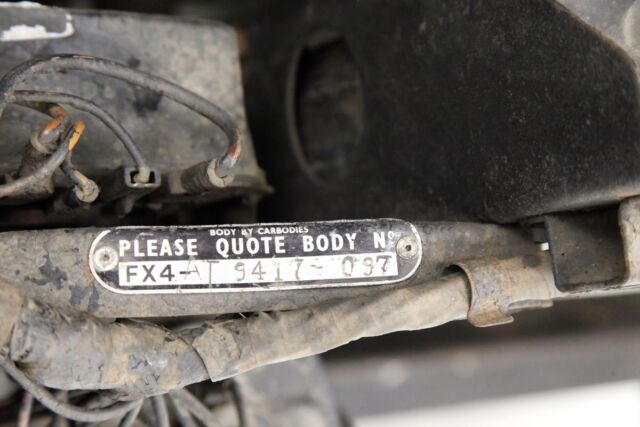 BODY BY CARBODIES
PLEASE QUOTE BODY Nº
FX4-AT 9417-097